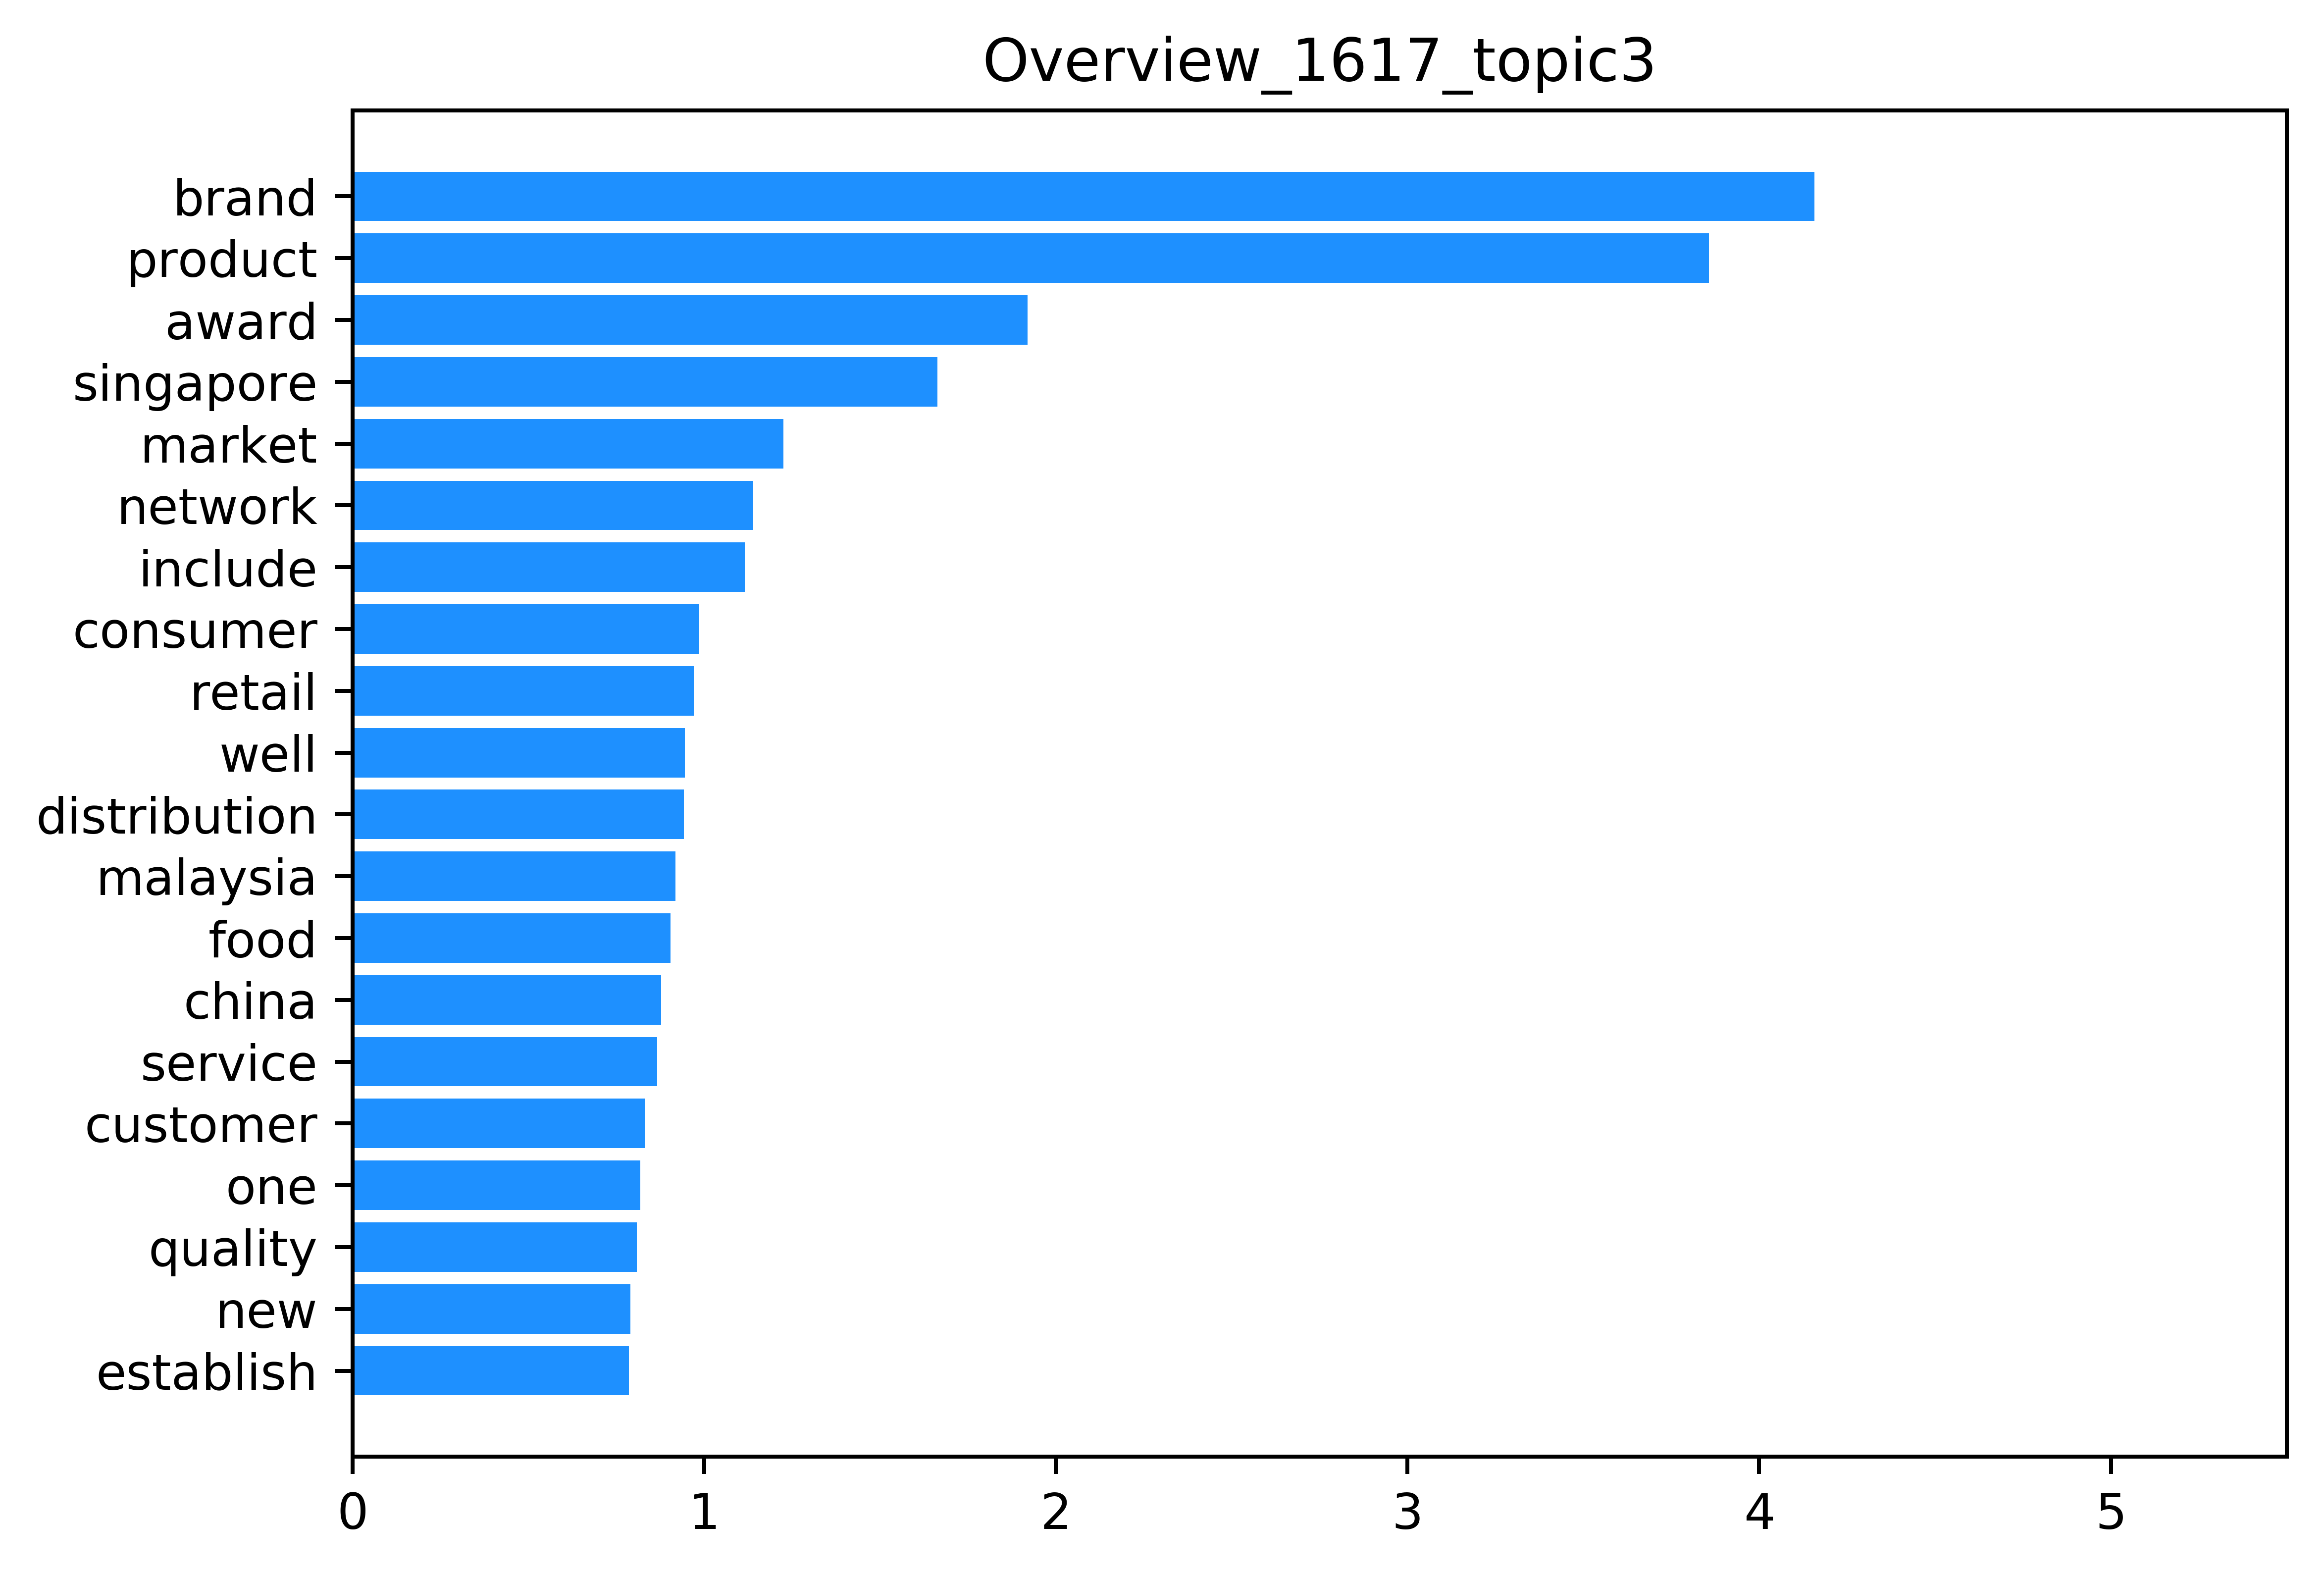 Overview_1617_topic3
brand
product
award
singapore
market
network
include
consumer
retail
well
distribution
malaysia
food
china
service
customer
one
quality
new
establish
0 1 2 3 4 5